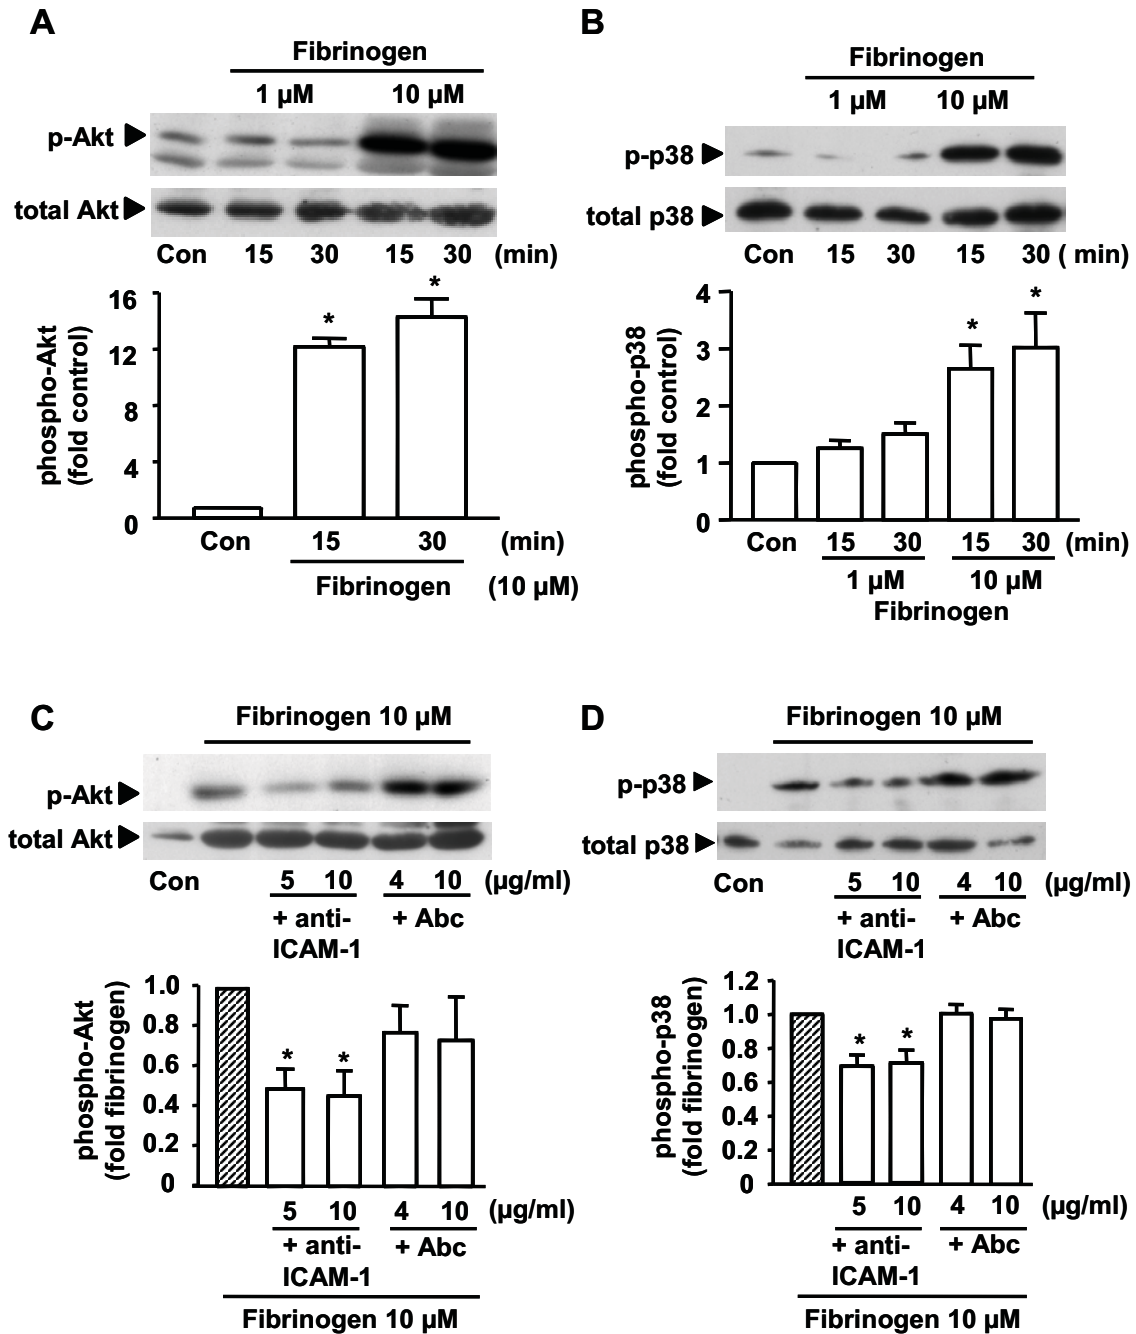 A
Fibrinogen
1 µM 10 µM
p-Akt
total Akt
Con 15 30 15 30 (min)
16
12
8
4
0
phospho-Akt
(fold control)
* *
Con 15 30 (min)
Fibrinogen (10 µM)
B
Fibrinogen
1 µM 10 µM
p-p38
total p38
Con 15 30 15 30 ( min)
4
3
2
1
0
phospho-p38
(fold control)
* *
Con 15 30 15 30 (min)
1 µM 10 µM
Fibrinogen
C
Fibrinogen 10 µM
p-Akt
total Akt
Con 5 10 4 10 (µg/ml)
+ anti- + Abc
ICAM-1
1.0
0.8
0.6
0.4
0.2
0
phospho-Akt
(fold fibrinogen)
* *
5 10 4 10 (µg/ml)
+ anti- + Abc
ICAM-1
Fibrinogen 10 µM
D
Fibrinogen 10 µM
p-p38
total p38
Con 5 10 4 10 (µg/ml)
+ anti- + Abc
ICAM-1
1.2
1.0
0.8
0.6
0.4
0.2
0
phospho-p38
(fold fibrinogen)
* *
5 10 4 10 (µg/ml)
+ anti- + Abc
ICAM-1
Fibrinogen 10 µM